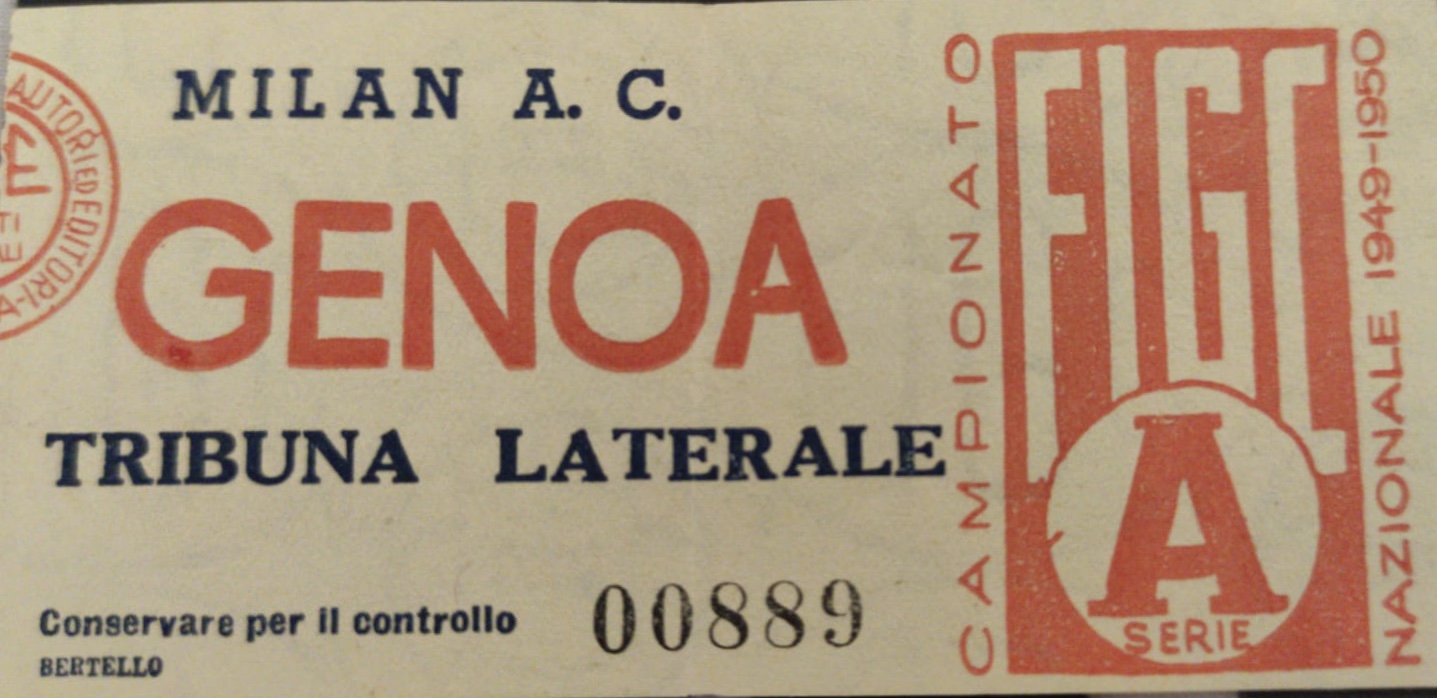 MILAN A. C.
GENOA
TRIBUNA LATERALE
Conservare per il controllo
BERTELLO
00889
AUTORI ED EDITORI
CAMPIONATO
FIGC
A
SERIE
NAZIONALE 1949-1950